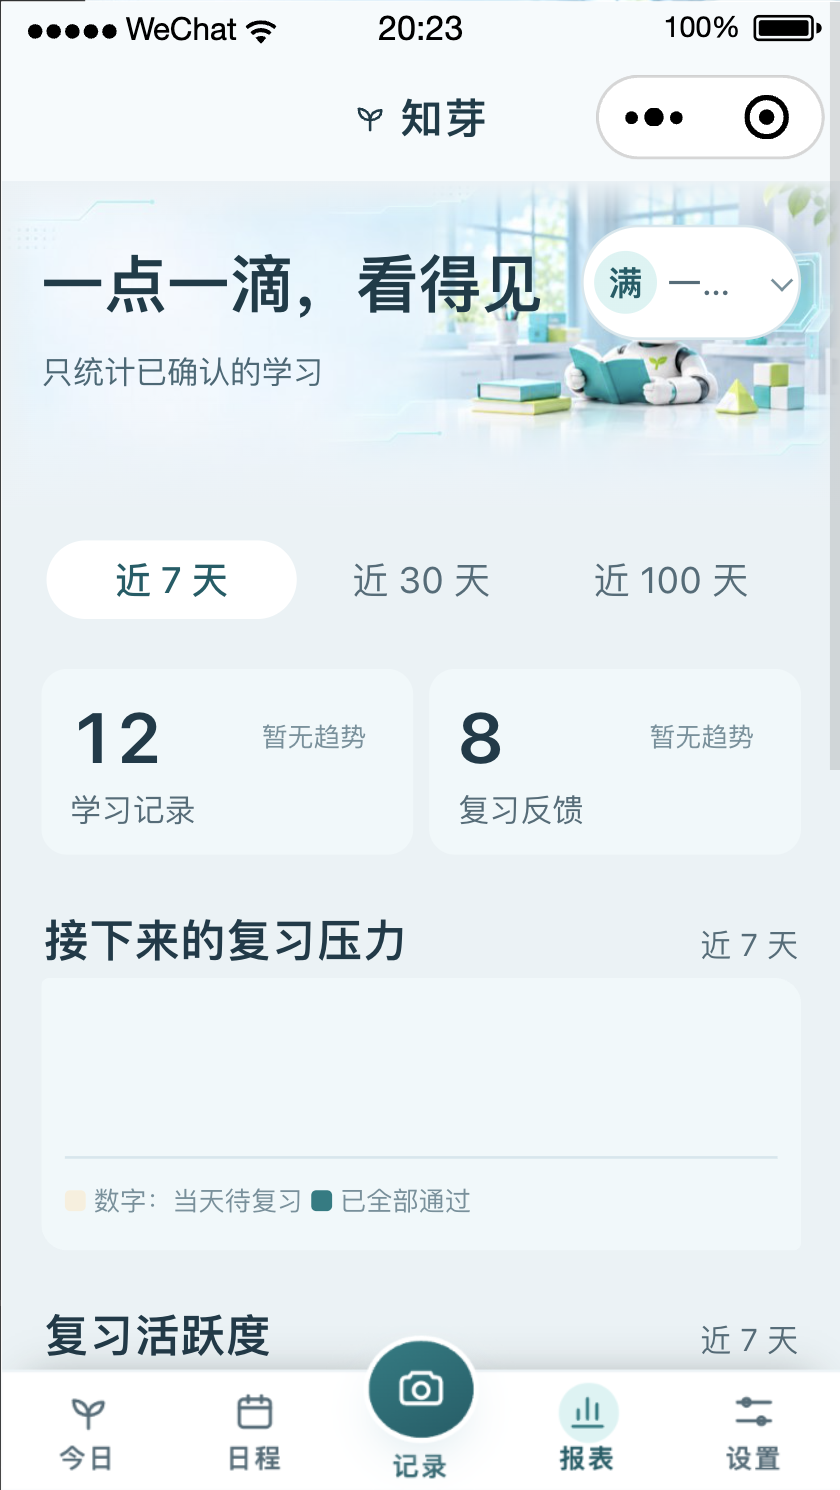 WeChat 20:23 100%
知芽
一点一滴，看得见
满 一...
只统计已确认的学习
近 7 天 近 30 天 近 100 天
12 暂无趋势
学习记录
8 暂无趋势
复习反馈
接下来的复习压力 近 7 天
数字：当天待复习 已全部通过
复习活跃度 近 7 天
今日 日程 记录 报表 设置